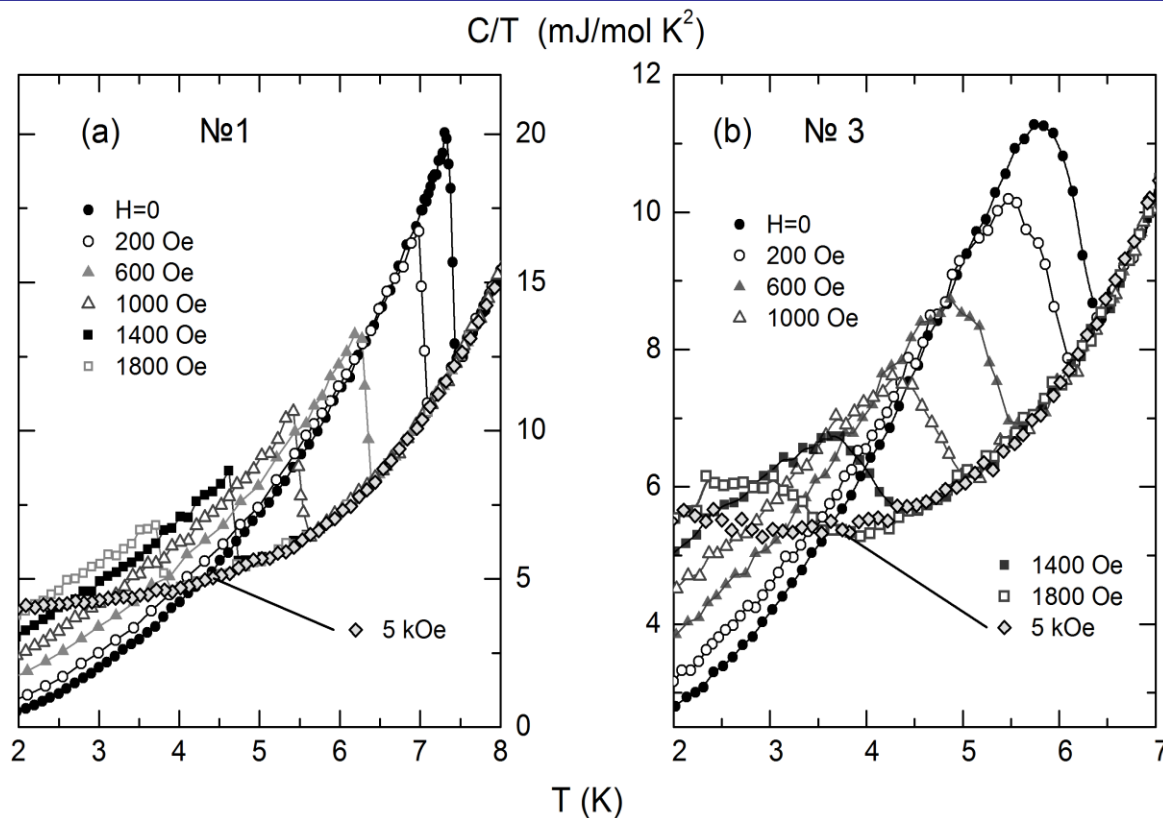 C/T (mJ/mol K²)
(a) №1
H=0
200 Oe
600 Oe
1000 Oe
1400 Oe
1800 Oe
5 kOe
20
15
10
5
0
2 3 4 5 6 7 8
(b) № 3
H=0
200 Oe
600 Oe
1000 Oe
1400 Oe
1800 Oe
5 kOe
12
10
8
6
4
2 3 4 5 6 7
T (K)